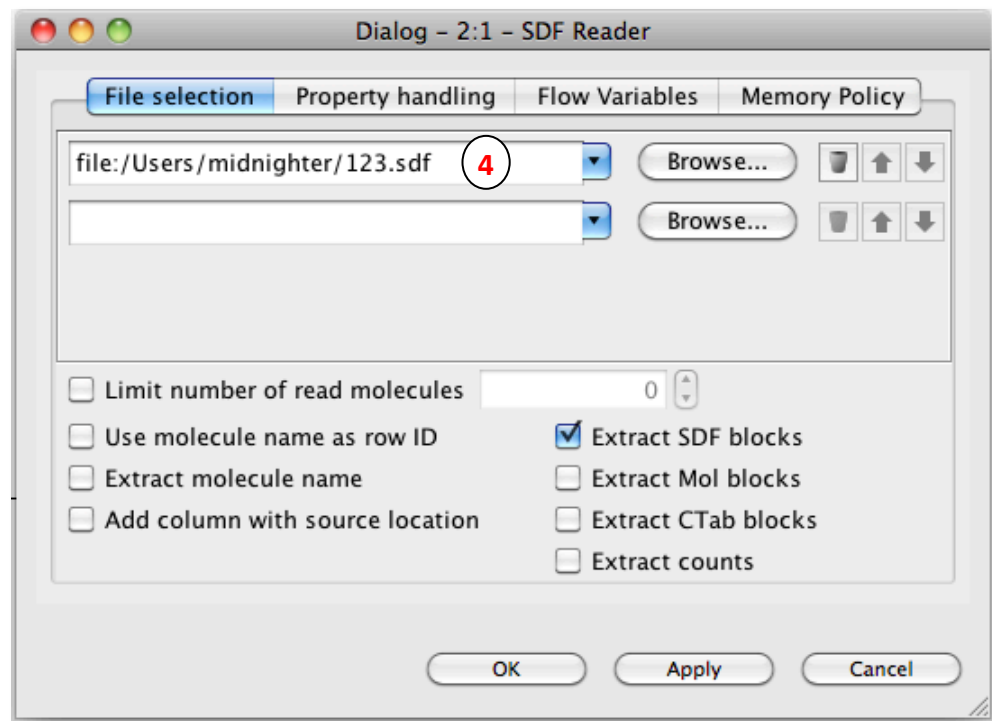 Dialog – 2:1 – SDF Reader
File selection Property handling Flow Variables Memory Policy
file:/Users/midnighter/123.sdf 4 Browse...
Browse...
Limit number of read molecules 0
Use molecule name as row ID Extract SDF blocks
Extract molecule name Extract Mol blocks
Add column with source location Extract CTab blocks
Extract counts
OK Apply Cancel